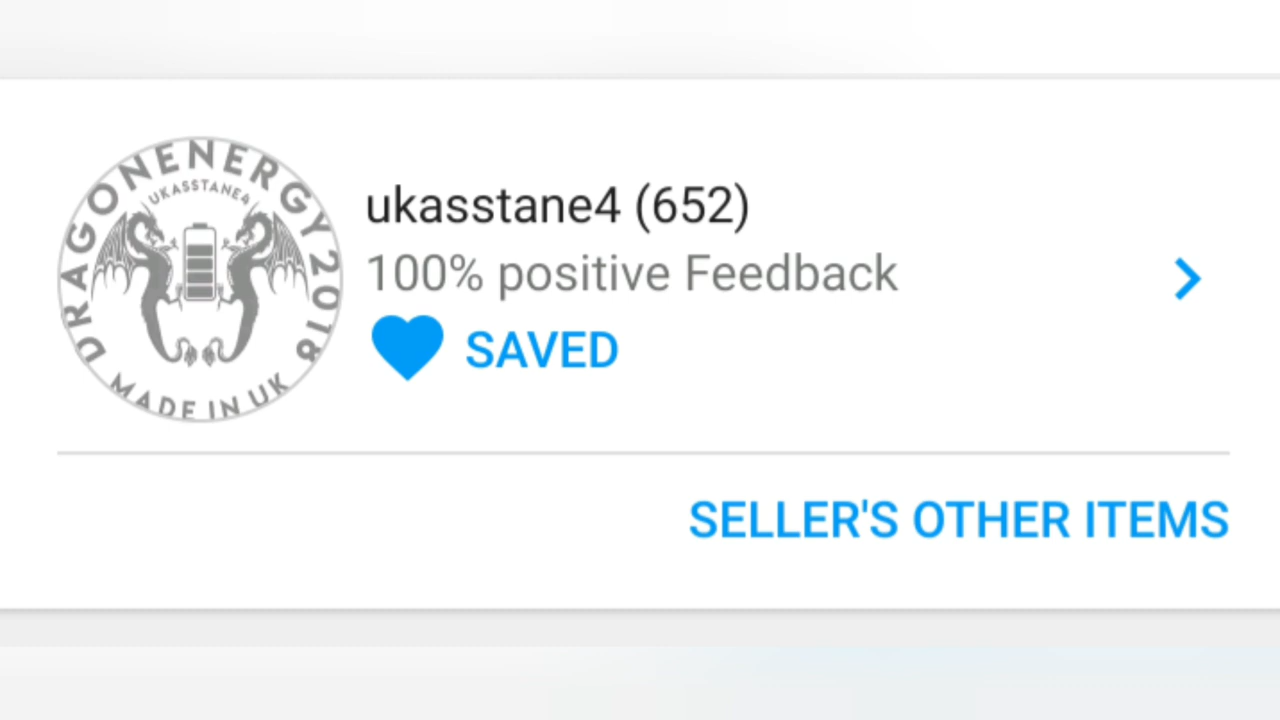 DRAGONENERGY2018
UKASSTANE4
MADE IN UK
ukasstane4 (652)
100% positive Feedback
SAVED
SELLER'S OTHER ITEMS